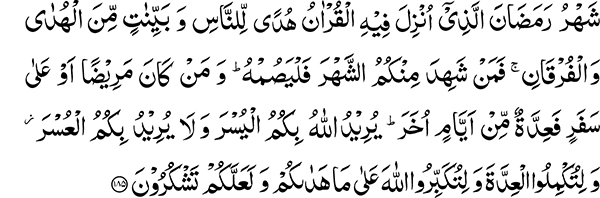 شَهْرُ رَمَضَانَ الَّذِيْٓ اُنْزِلَ فِيْهِ الْقُرْاٰنُ هُدًى لِّلنَّاسِ وَ بَيِّنٰتٍ مِّنَ الْهُدٰى
وَالْفُرْقَانِ ۚ فَمَنْ شَهِدَ مِنْكُمُ الشَّهْرَ فَلْيَصُمْهُ ؕ وَ مَنْ كَانَ مَرِيْضًا اَوْ عَلٰى
سَفَرٍ فَعِدَّةٌ مِّنْ اَيَّامٍ اُخَرَ ؕ يُرِيْدُ اللّٰهُ بِكُمُ الْيُسْرَ وَ لَا يُرِيْدُ بِكُمُ الْعُسْرَ ؗ
وَ لِتُكْمِلُوا الْعِدَّةَ وَ لِتُكَبِّرُوا اللّٰهَ عَلٰى مَا هَدٰىكُمْ وَ لَعَلَّكُمْ تَشْكُرُوْنَ ۝۱۸۵